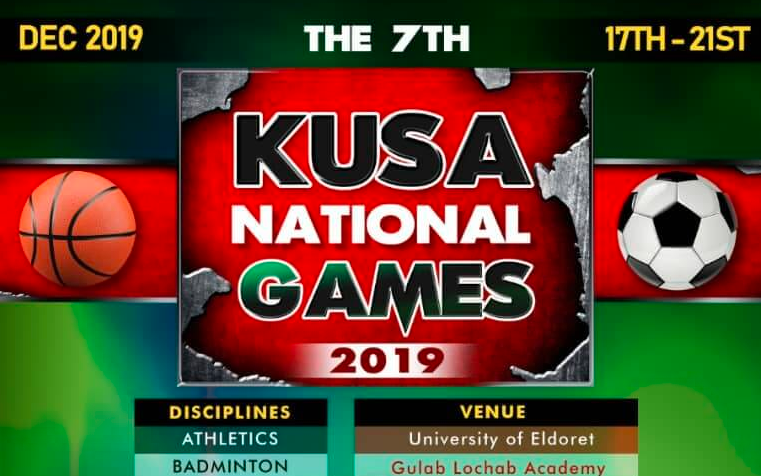 DEC 2019 THE 7TH 17TH - 21ST
KUSA
NATIONAL
GAMES
2019
DISCIPLINES VENUE
ATHLETICS University of Eldoret
BADMINTON Gulab Lochab Academy